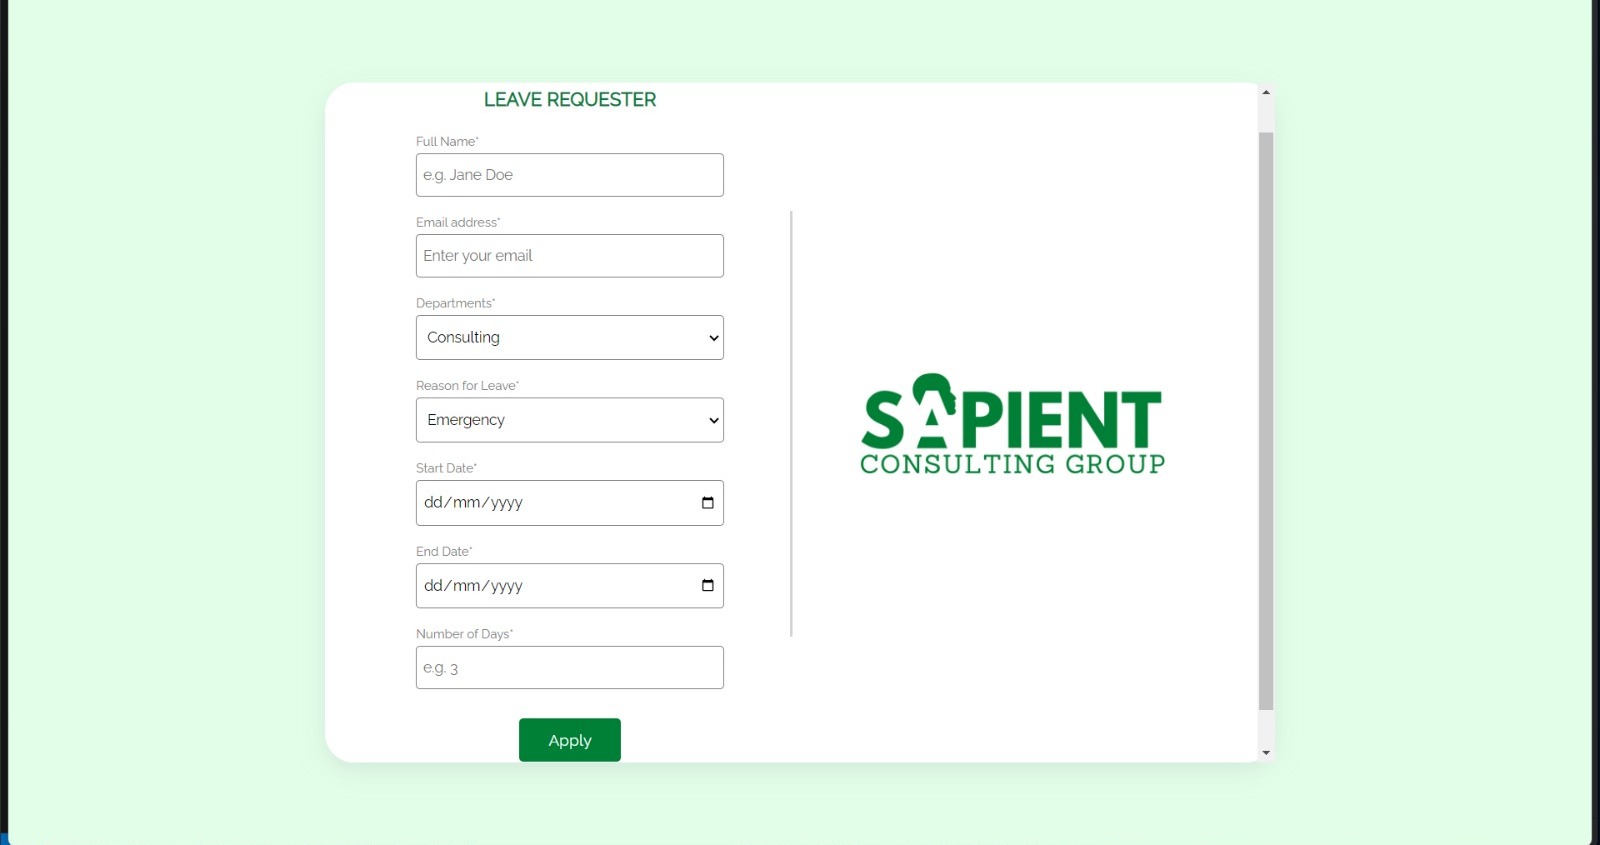 LEAVE REQUESTER
Full Name*
e.g. Jane Doe
Email address*
Enter your email
Departments*
Consulting
Reason for Leave*
Emergency
Start Date*
dd/mm/yyyy
End Date*
dd/mm/yyyy
Number of Days*
e.g. 3
Apply
SAPIENT
CONSULTING GROUP